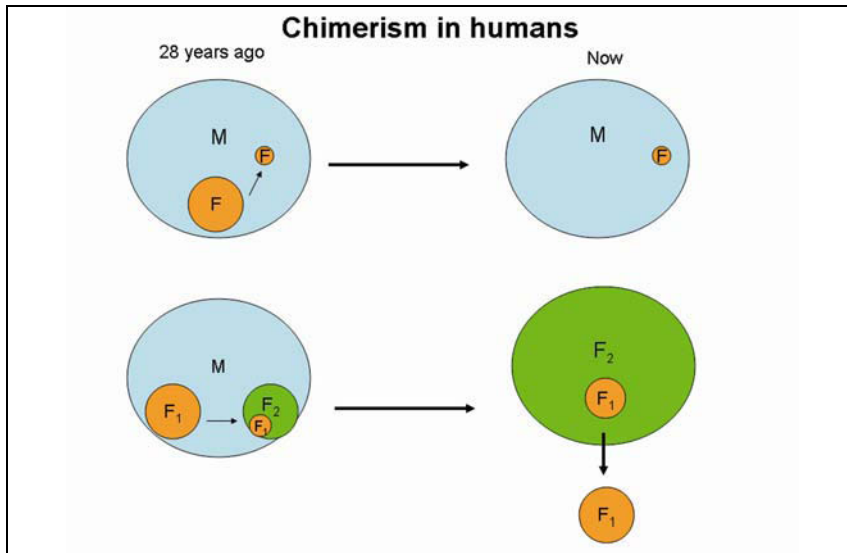 Chimerism in humans
28 years ago
Now
M
F
F
M
F
M
F₁
F₂
F₁
F₂
F₁
F₁